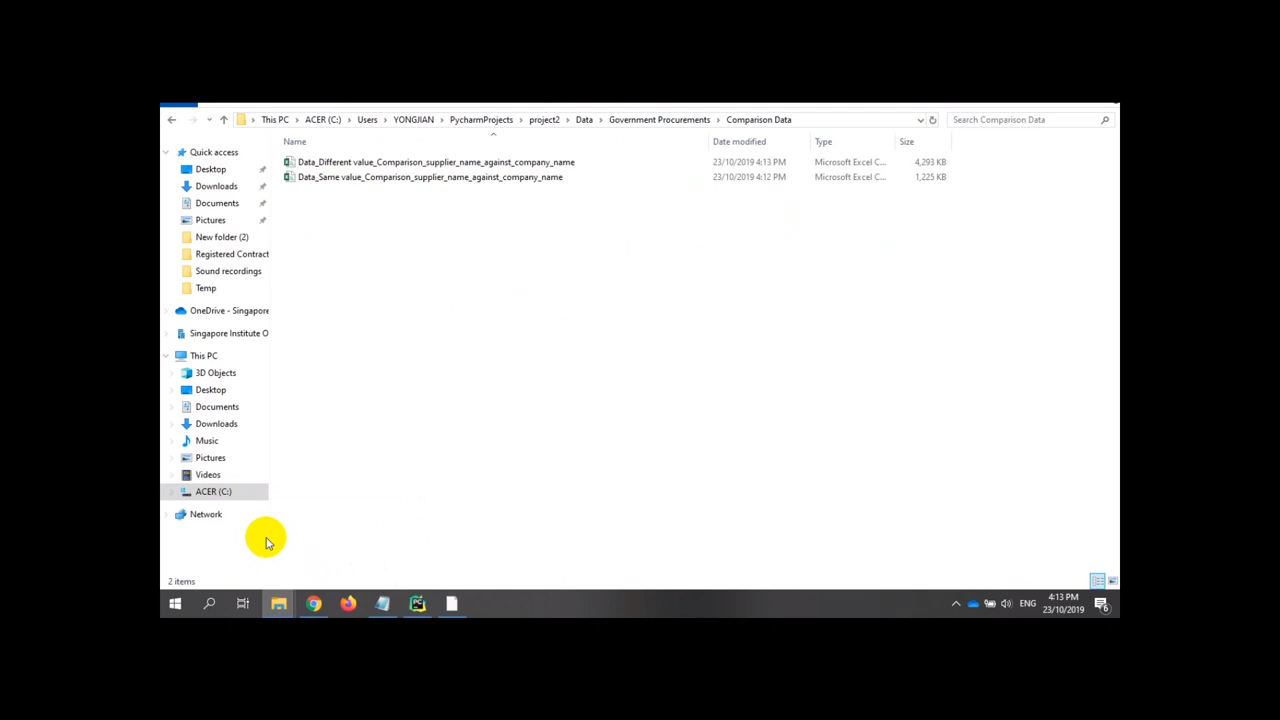 This PC > ACER (C:) > Users > YONGJIAN > PycharmProjects > project2 > Data > Government Procurements > Comparison Data
Search Comparison Data
Name Date modified Type Size
Data_Different value_Comparison_supplier_name_against_company_name 23/10/2019 4:13 PM Microsoft Excel C... 4,293 KB
Data_Same value_Comparison_supplier_name_against_company_name 23/10/2019 4:12 PM Microsoft Excel C... 1,225 KB
Quick access
Desktop
Downloads
Documents
Pictures
New folder (2)
Registered Contract
Sound recordings
Temp
OneDrive - Singapore
Singapore Institute O
This PC
3D Objects
Desktop
Documents
Downloads
Music
Pictures
Videos
ACER (C:)
Network
2 items
PC
ENG
4:13 PM
23/10/2019
6